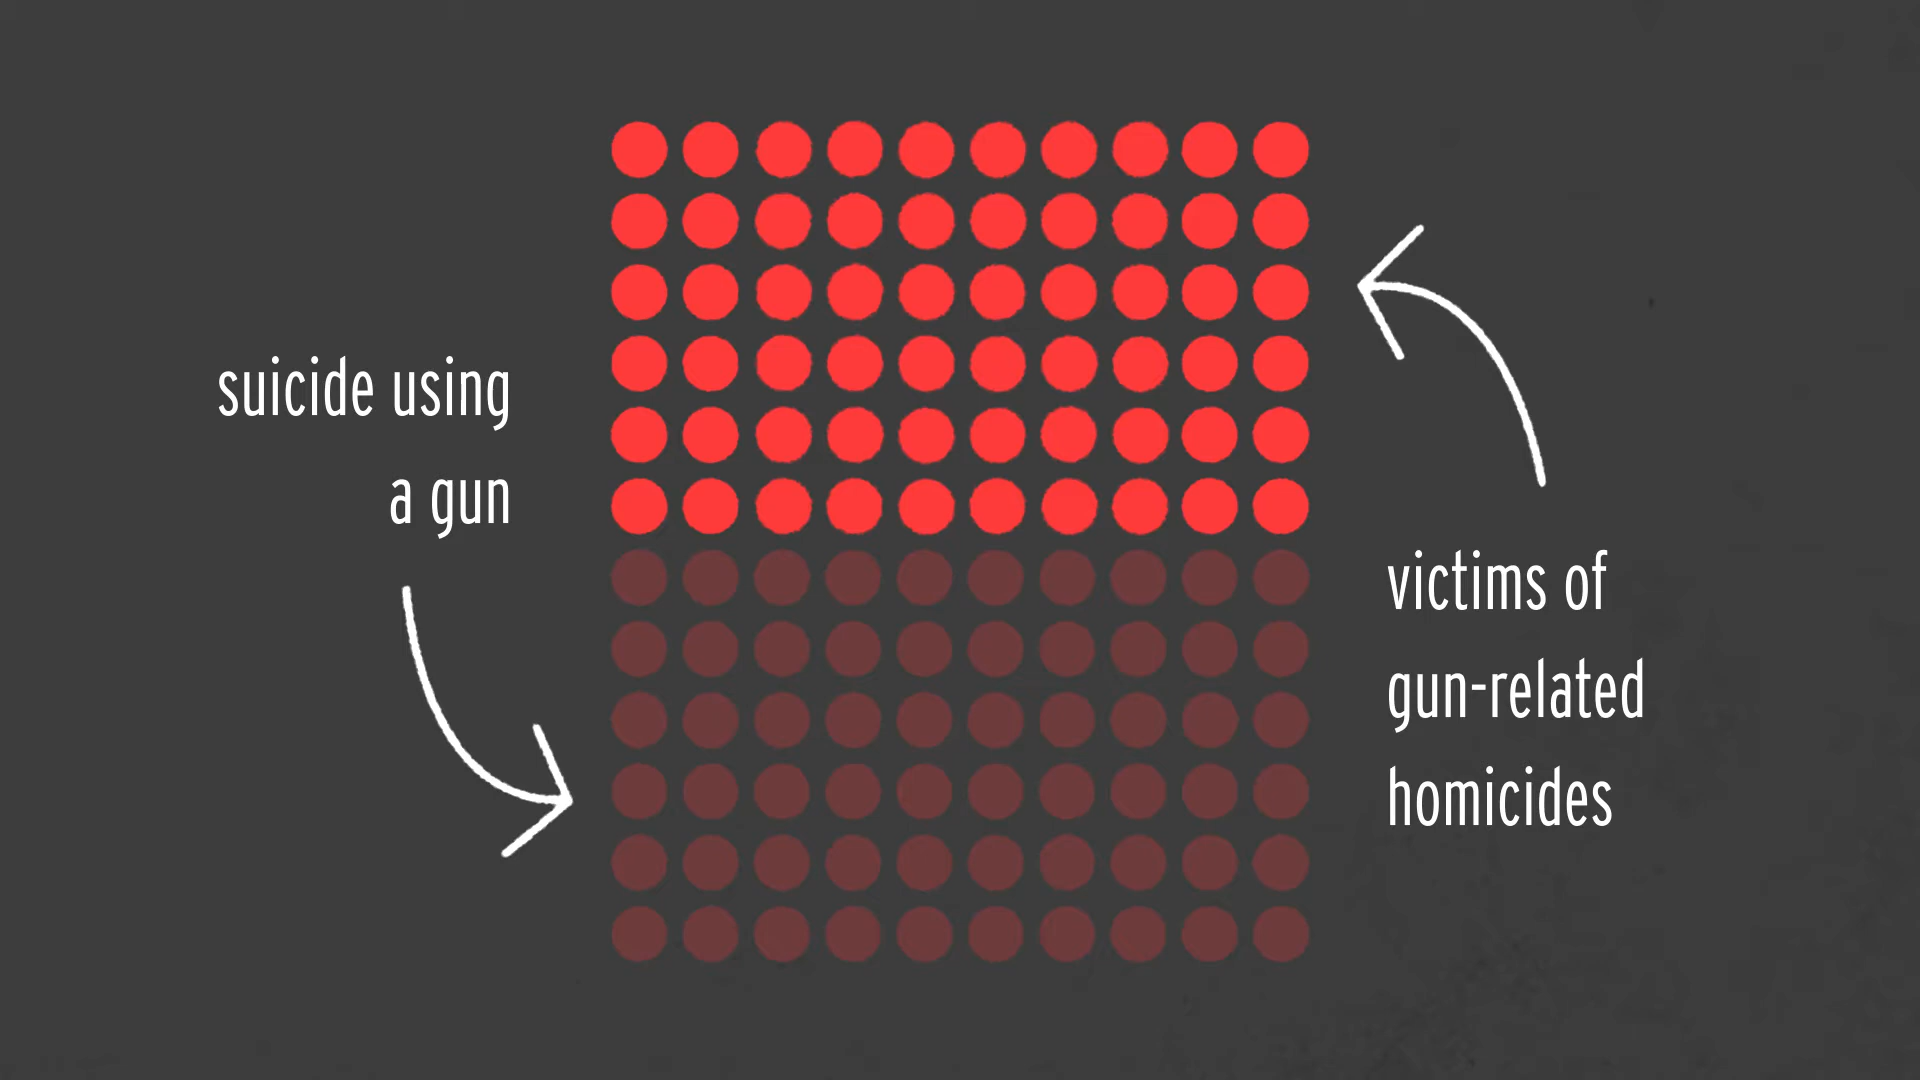 suicide using
a gun
victims of
gun-related
homicides